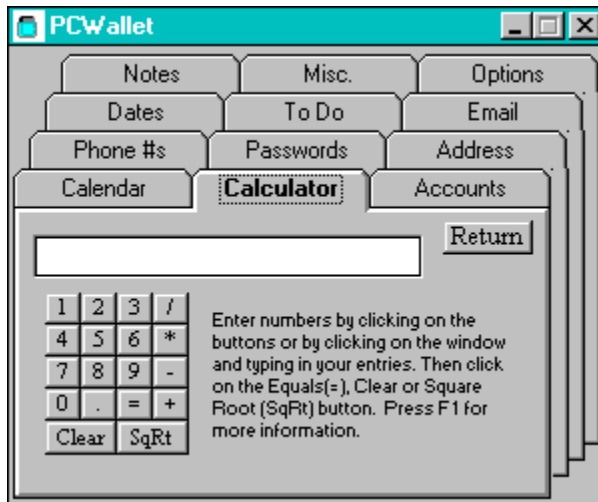 PCWallet
Notes Misc. Options
Dates To Do Email
Phone #s Passwords Address
Calendar Calculator Accounts
Return
1 2 3 /
4 5 6 *
7 8 9 -
0 . = +
Clear SqRt
Enter numbers by clicking on the
buttons or by clicking on the window
and typing in your entries. Then click
on the Equals(=), Clear or Square
Root (SqRt) button. Press F1 for
more information.